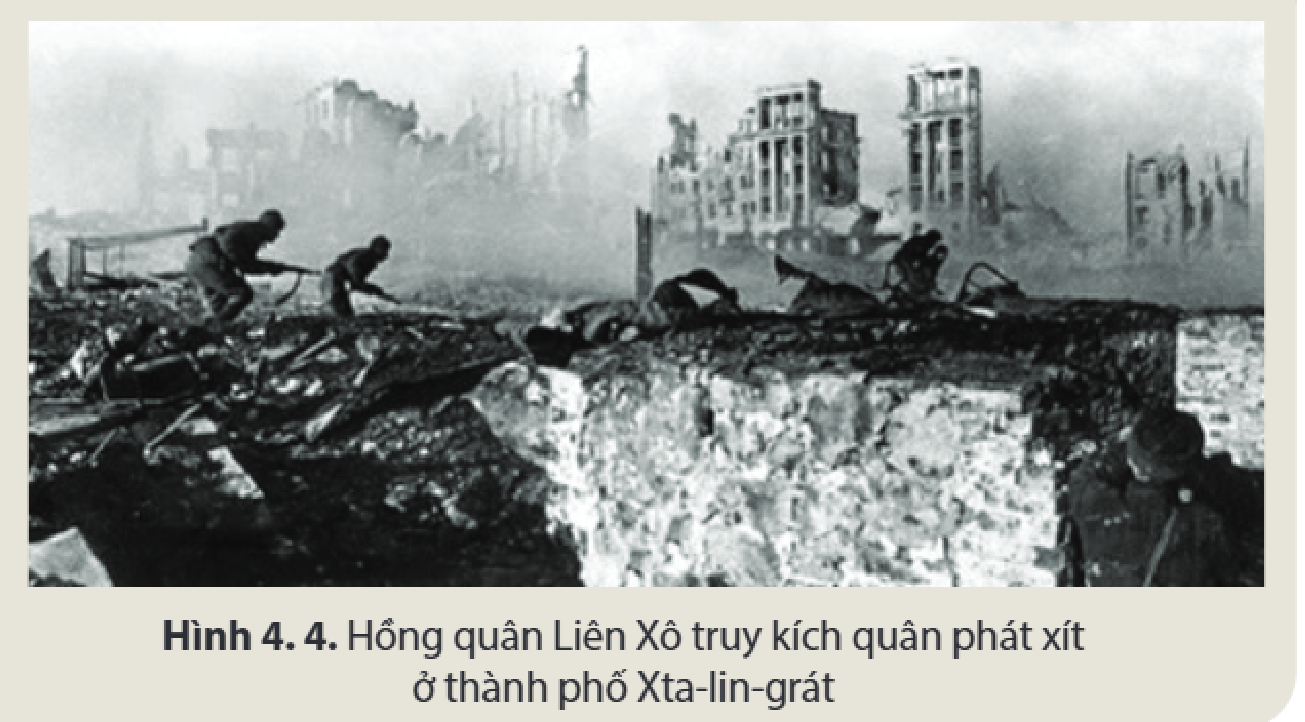 Hình 4. 4. Hồng quân Liên Xô truy kích quân phát xít
ở thành phố Xta-lin-grát